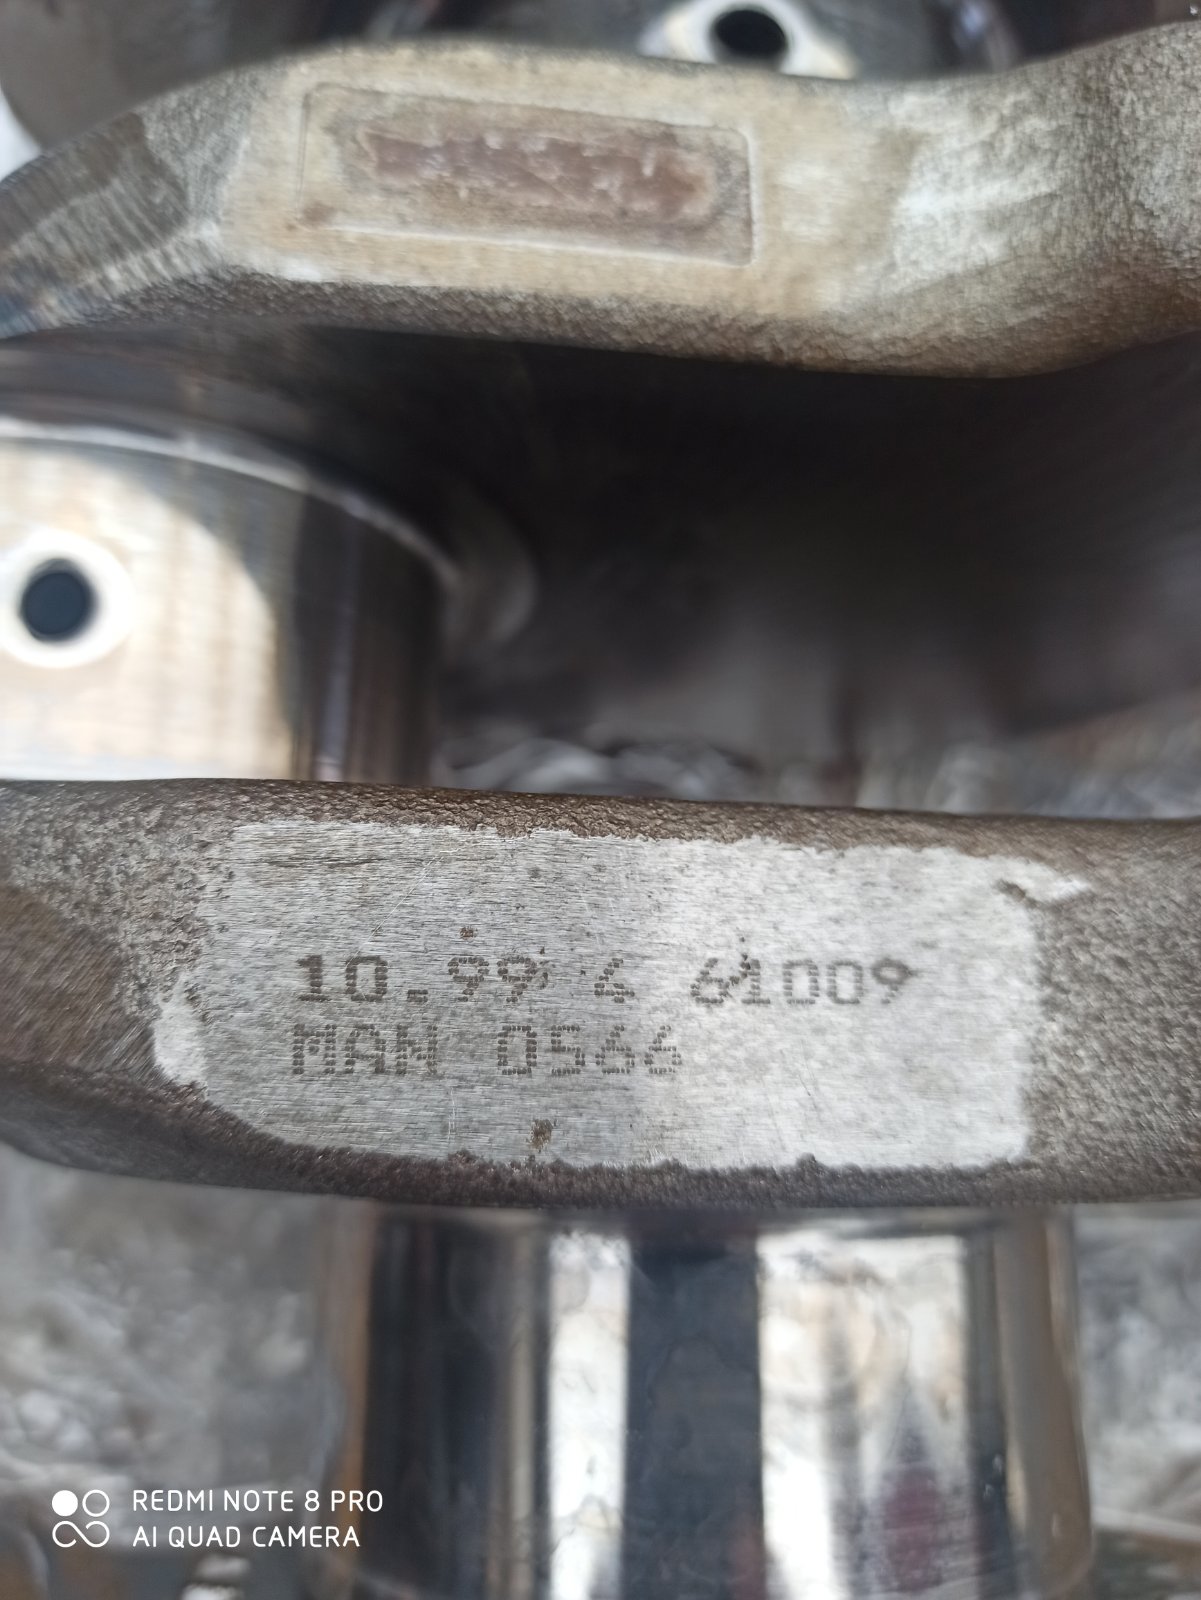 10.99 4 61009
MAN 0566
REDMI NOTE 8 PRO
AI QUAD CAMERA